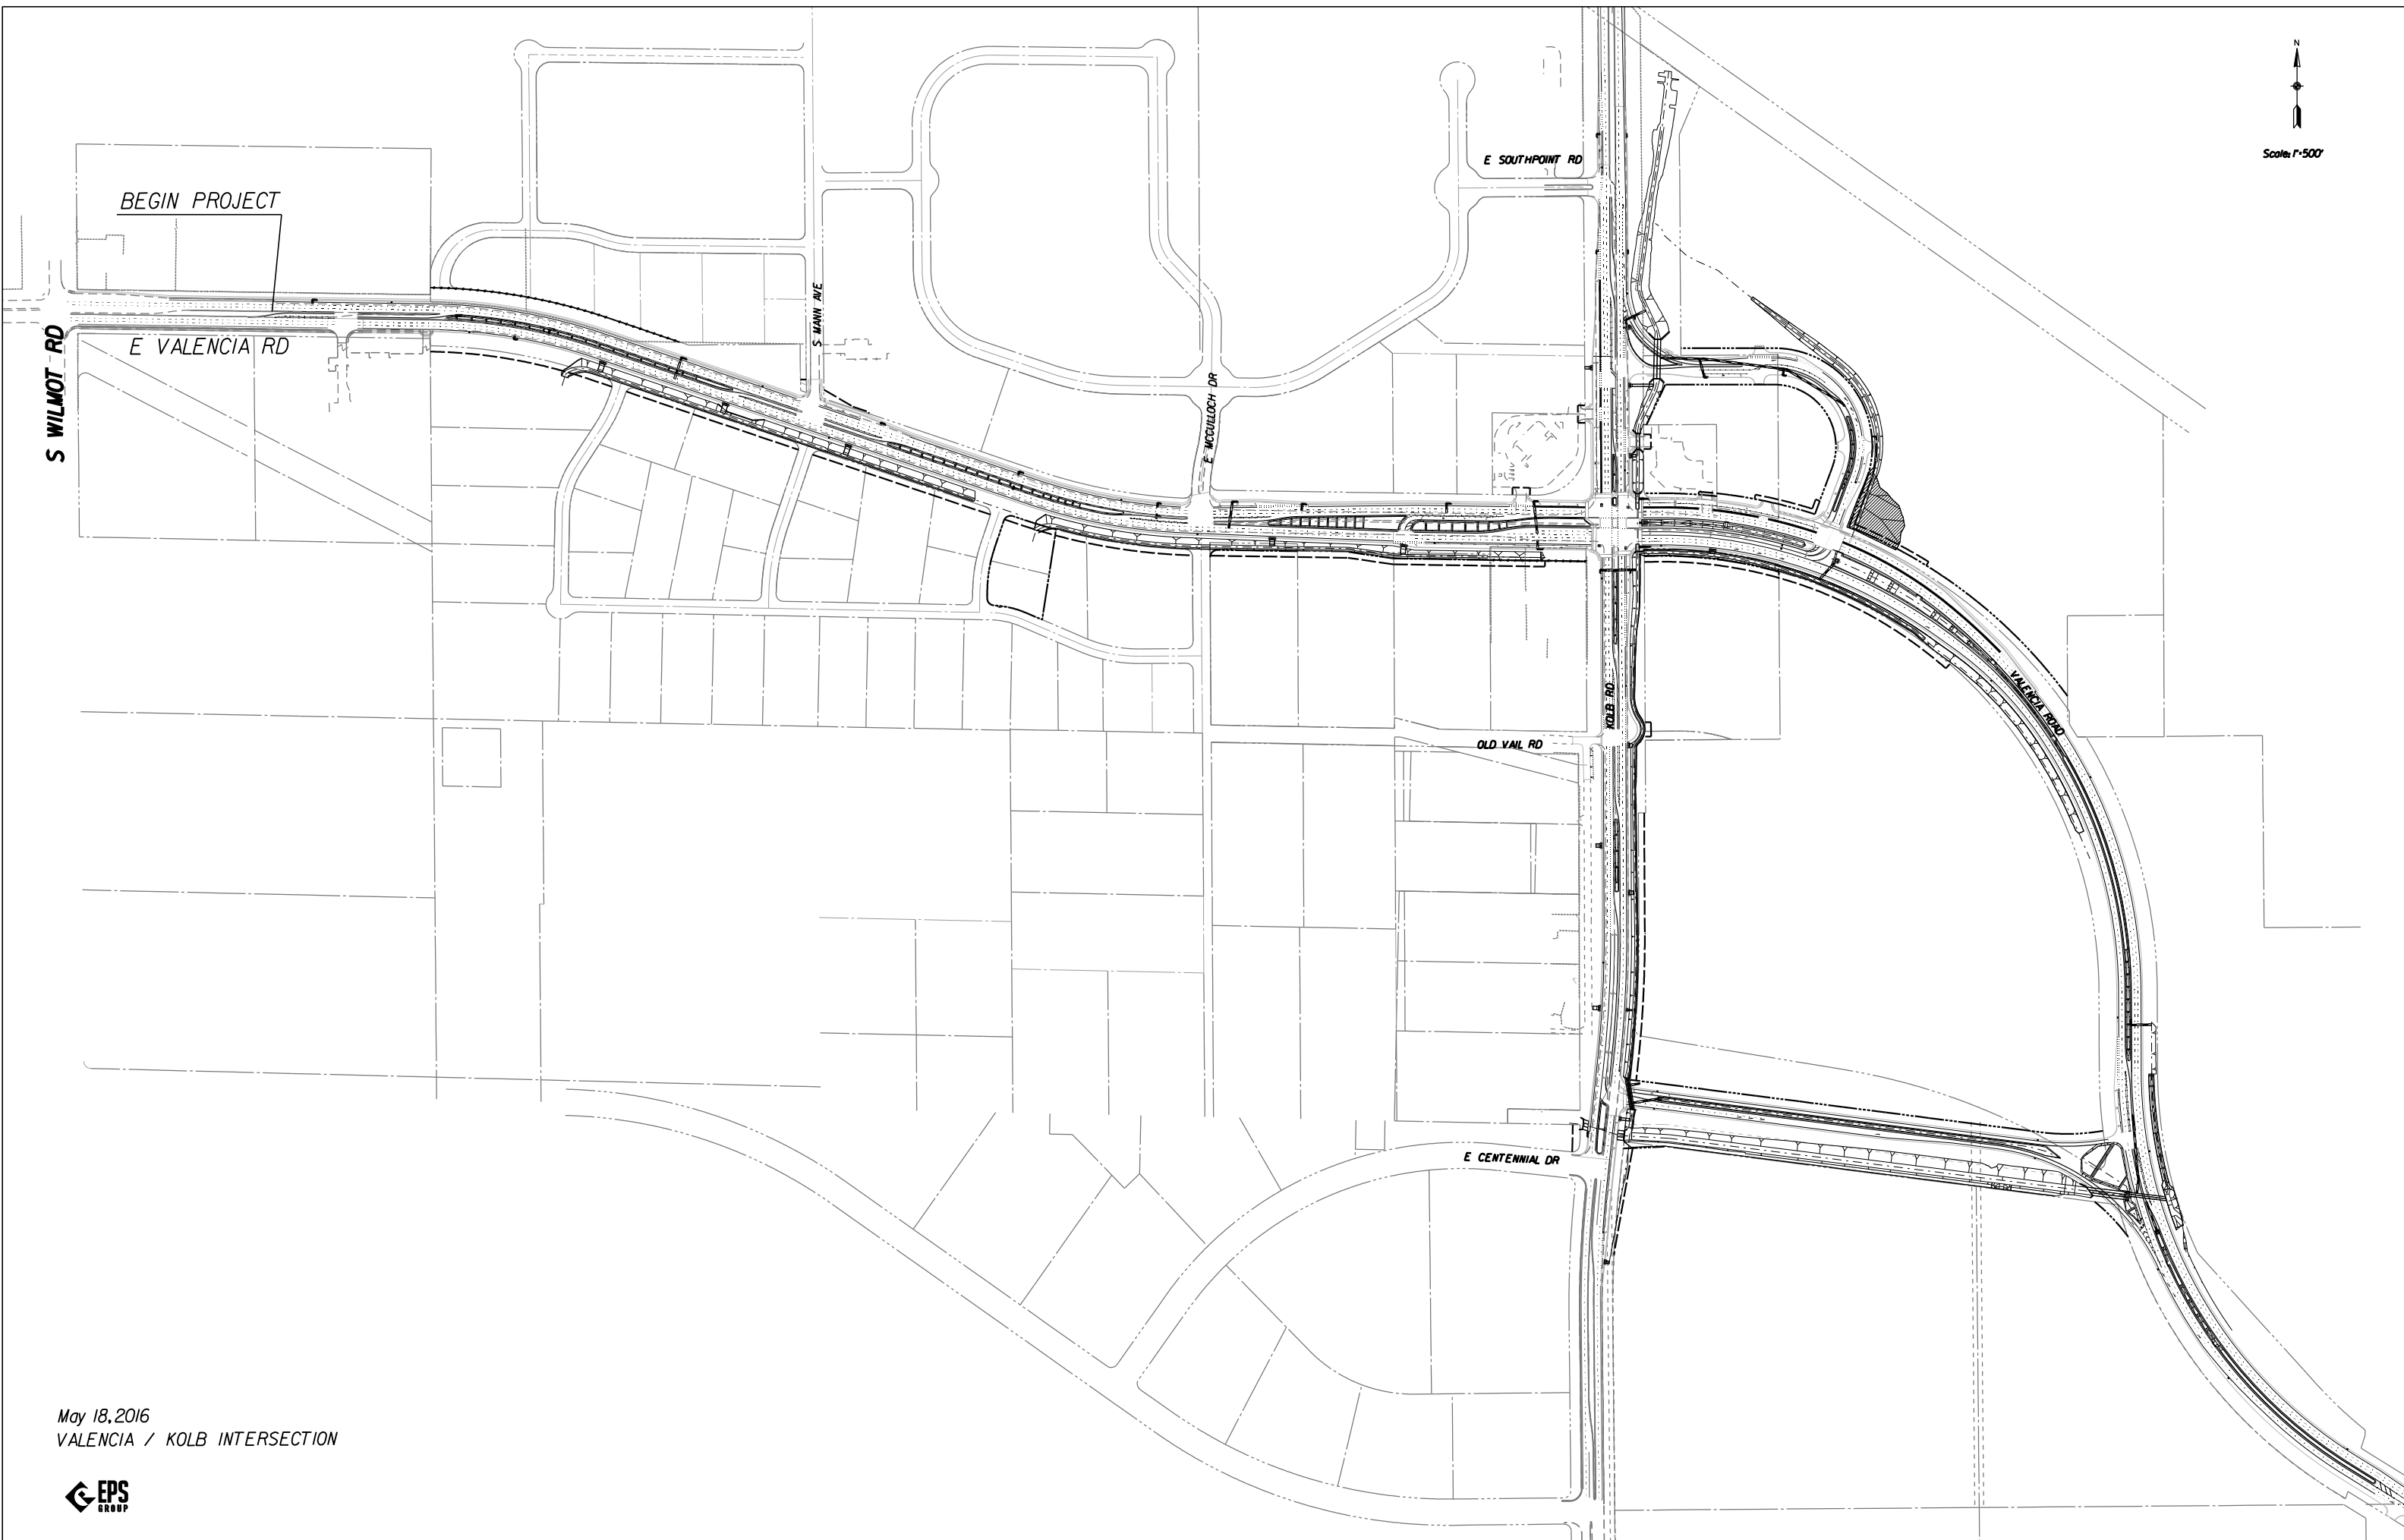 N
Scale: 1"=500'
E SOUTHPOINT RD
BEGIN PROJECT
S MANN AVE
S WILMOT RD
E VALENCIA RD
E MCCULLOCH DR
KOLB RD
VALENCIA ROAD
OLD VAIL RD
E CENTENNIAL DR
May 18, 2016
VALENCIA / KOLB INTERSECTION
EPS
GROUP